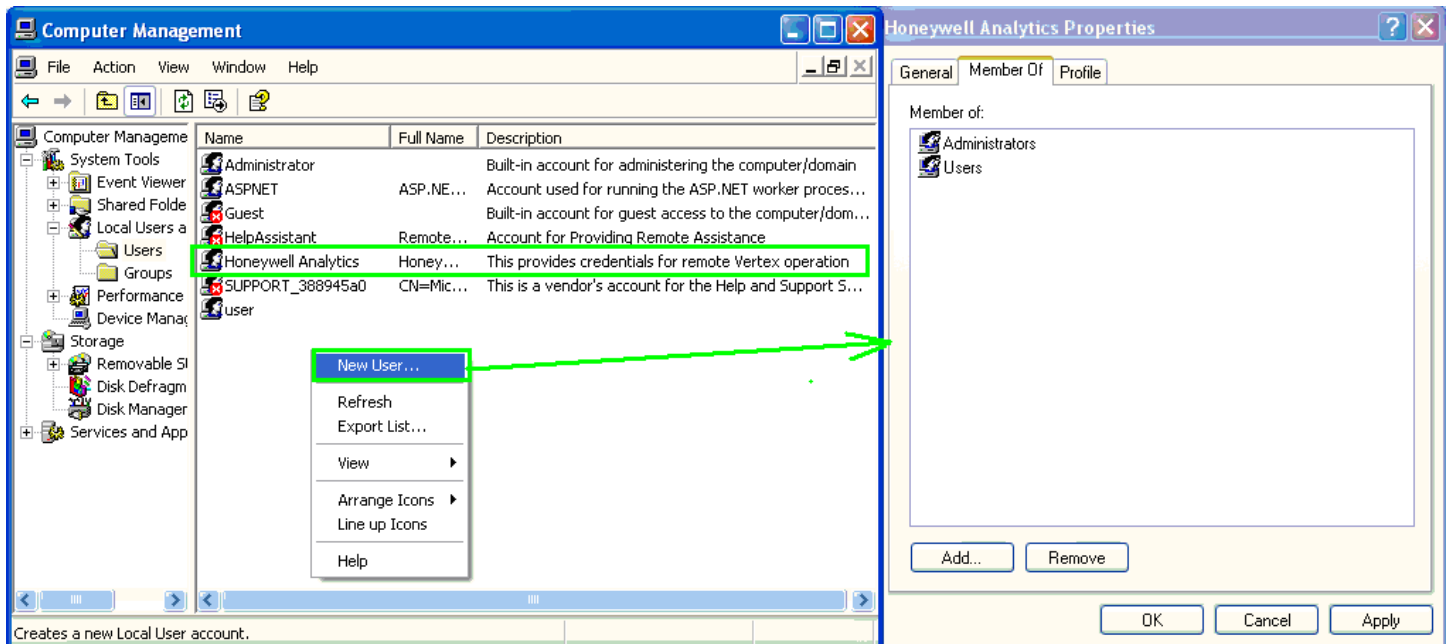 Computer Management
File Action View Window Help
Computer Manageme
System Tools
Event Viewer
Shared Folde
Local Users a
Users
Groups
Performance
Device Manag
Storage
Removable S
Disk Defragm
Disk Manager
Services and App
Name Full Name Description
Administrator Built-in account for administering the computer/domain
ASPNET ASP.NE... Account used for running the ASP.NET worker proces...
Guest Built-in account for guest access to the computer/dom...
HelpAssistant Remote... Account for Providing Remote Assistance
Honeywell Analytics Honey... This provides credentials for remote Vertex operation
SUPPORT_388945a0 CN=Mic... This is a vendor's account for the Help and Support S...
user
New User...
Refresh
Export List...
View
Arrange Icons
Line up Icons
Help
Creates a new Local User account.
Honeywell Analytics Properties
General Member Of Profile
Member of:
Administrators
Users
Add... Remove
OK Cancel Apply